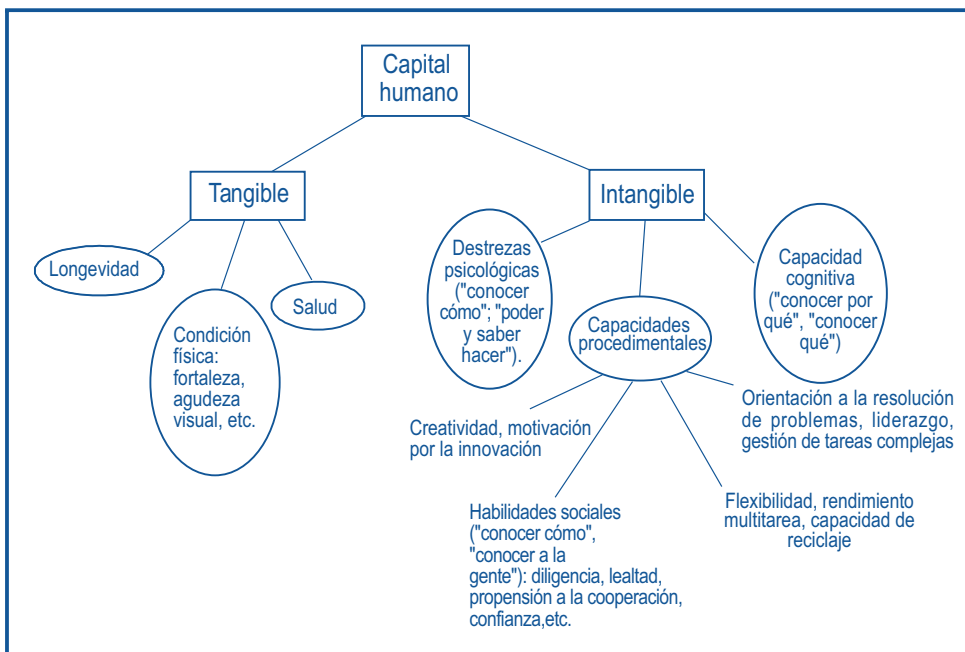 Capital
humano
Tangible
Intangible
Longevidad
Condición
física:
fortaleza,
agudeza
visual, etc.
Salud
Destrezas
psicológicas
("conocer
cómo"; "poder
y saber
hacer").
Capacidades
procedimentales
Capacidad
cognitiva
("conocer por
qué", "conocer
qué")
Creatividad, motivación
por la innovación
Habilidades sociales
("conocer cómo",
"conocer a la
gente"): diligencia, lealtad,
propensión a la cooperación,
confianza,etc.
Flexibilidad, rendimiento
multitarea, capacidad de
reciclaje
Orientación a la resolución
de problemas, liderazgo,
gestión de tareas complejas